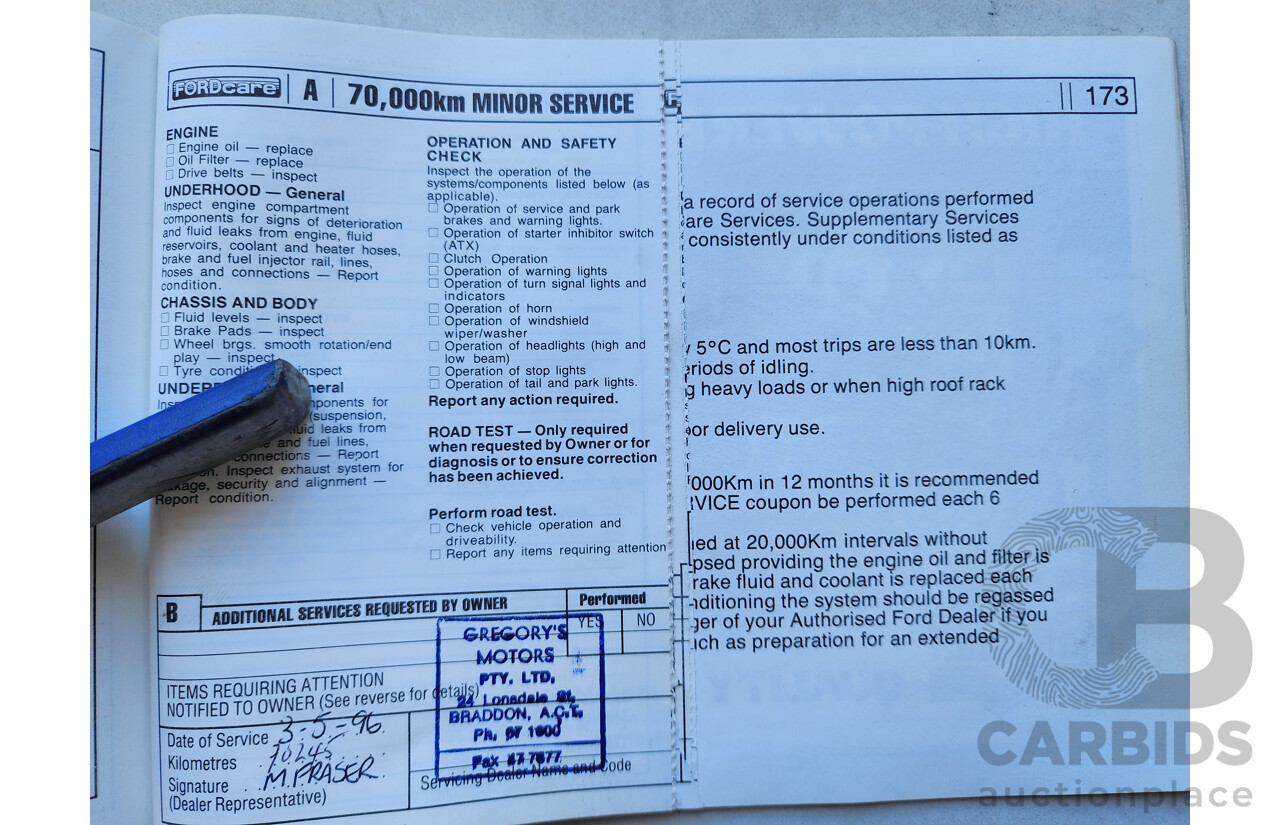 FORDcare A 70,000km MINOR SERVICE
ENGINE
Engine oil — replace
Oil Filter — replace
Drive belts — inspect
UNDERHOOD — General
Inspect engine compartment
components for signs of deterioration
and fluid leaks from engine, fluid
reservoirs, coolant and heater hoses,
brake and fuel injector rail, lines,
hoses and connections — Report
condition.
CHASSIS AND BODY
Fluid levels — inspect
Brake Pads — inspect
Wheel brgs. smooth rotation/end
play — inspect
Tyre inspect
(suspension,
leaks from
and fuel lines,
— Report
Inspect exhaust system for
security and alignment —
Report condition.
OPERATION AND SAFETY
CHECK
Inspect the operation of the
systems/components listed below (as
applicable).
Operation of service and park
brakes and warning lights.
Operation of starter inhibitor switch
(ATX)
Clutch Operation
Operation of warning lights
Operation of turn signal lights and
indicators
Operation of horn
Operation of windshield
wiper/washer
Operation of headlights (high and
low beam)
Operation of stop lights
Operation of tail and park lights.
Report any action required.
ROAD TEST — Only required
when requested by Owner or for
diagnosis or to ensure correction
has been achieved.
Perform road test.
Check vehicle operation and
driveability.
Report any items requiring attention
B ADDITIONAL SERVICES REQUESTED BY OWNER
Performed
YES NO
ITEMS REQUIRING ATTENTION
NOTIFIED TO OWNER (See reverse for details)
Date of Service 3-5-96
Kilometres 70245
Signature M. FRASER
(Dealer Representative)
GREGORY'S
MOTORS
PTY. LTD.
24 Lonsdale St.
BRADDON, A.C.T.
Ph. 1600
Fax 47 7677
Servicing Dealer Name and Code
173
a record of service operations performed
are Services. Supplementary Services
consistently under conditions listed as
5°C and most trips are less than 10km.
eriods of idling.
g heavy loads or when high roof rack
or delivery use.
000Km in 12 months it is recommended
VICE coupon be performed each 6
ed at 20,000Km intervals without
psed providing the engine oil and filter is
rake fluid and coolant is replaced each
nditioning the system should be regassed
ger of your Authorised Ford Dealer if you
ch as preparation for an extended
CARBIDS
auctionplace